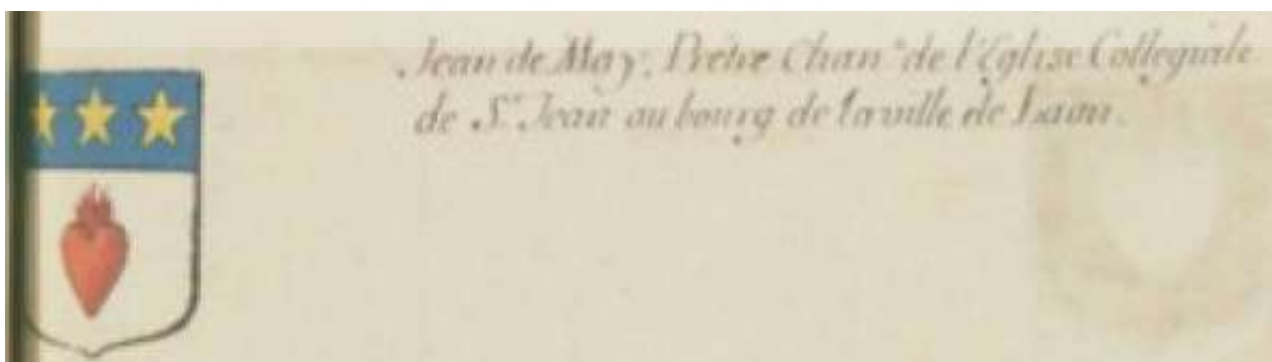 Jean de May, Prêtre Chan.ⁿᵉ de l'Eglise Collegiale
de S.ᵗ Jean au bourg de la ville de Laon.